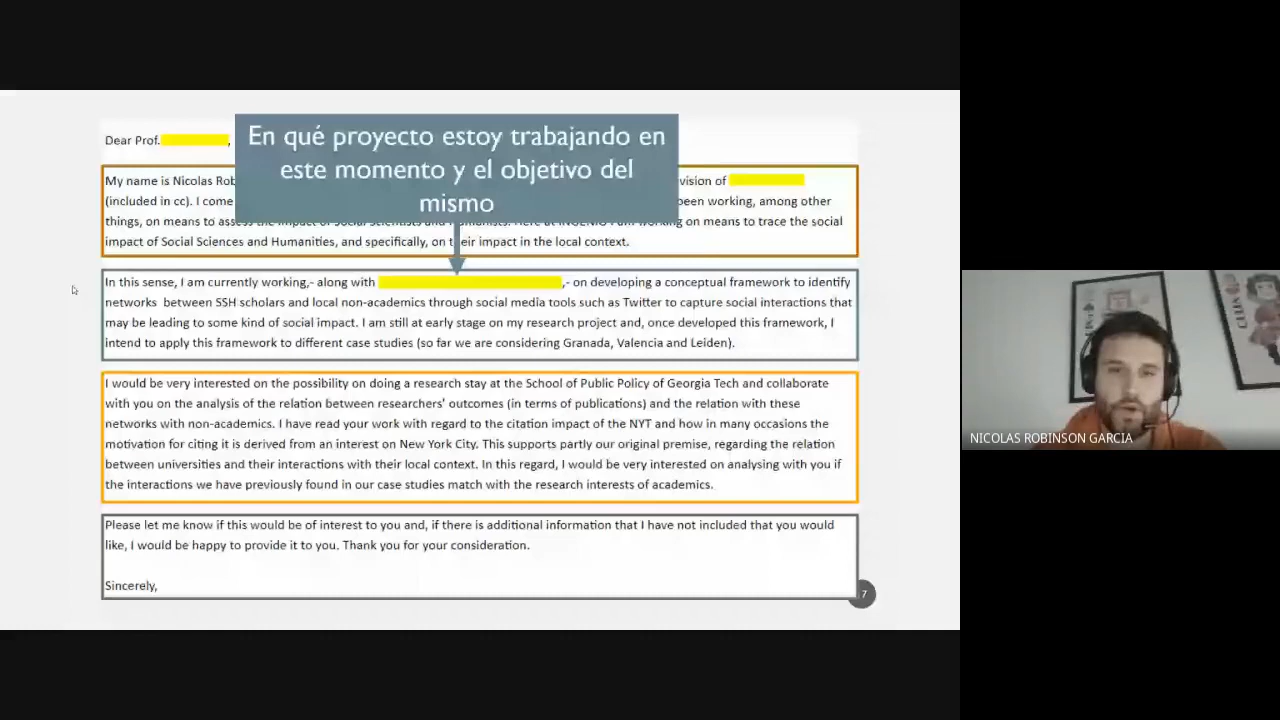 Dear Prof. ,
En qué proyecto estoy trabajando en
este momento y el objetivo del
mismo
My name is Nicolas Rob vision of
(included in cc). I come been working, among other
things, on means to assess the impact of Social Scientists and Humanists. Here at INGENIO I am working on means to trace the social
impact of Social Sciences and Humanities, and specifically, on their impact in the local context.
In this sense, I am currently working,- along with ,- on developing a conceptual framework to identify
networks between SSH scholars and local non-academics through social media tools such as Twitter to capture social interactions that
may be leading to some kind of social impact. I am still at early stage on my research project and, once developed this framework, I
intend to apply this framework to different case studies (so far we are considering Granada, Valencia and Leiden).
I would be very interested on the possibility on doing a research stay at the School of Public Policy of Georgia Tech and collaborate
with you on the analysis of the relation between researchers' outcomes (in terms of publications) and the relation with these
networks with non-academics. I have read your work with regard to the citation impact of the NYT and how in many occasions the
motivation for citing it is derived from an interest on New York City. This supports partly our original premise, regarding the relation
between universities and their interactions with their local context. In this regard, I would be very interested on analysing with you if
the interactions we have previously found in our case studies match with the research interests of academics.
Please let me know if this would be of interest to you and, if there is additional information that I have not included that you would
like, I would be happy to provide it to you. Thank you for your consideration.
Sincerely,
7
NICOLAS ROBINSON GARCIA